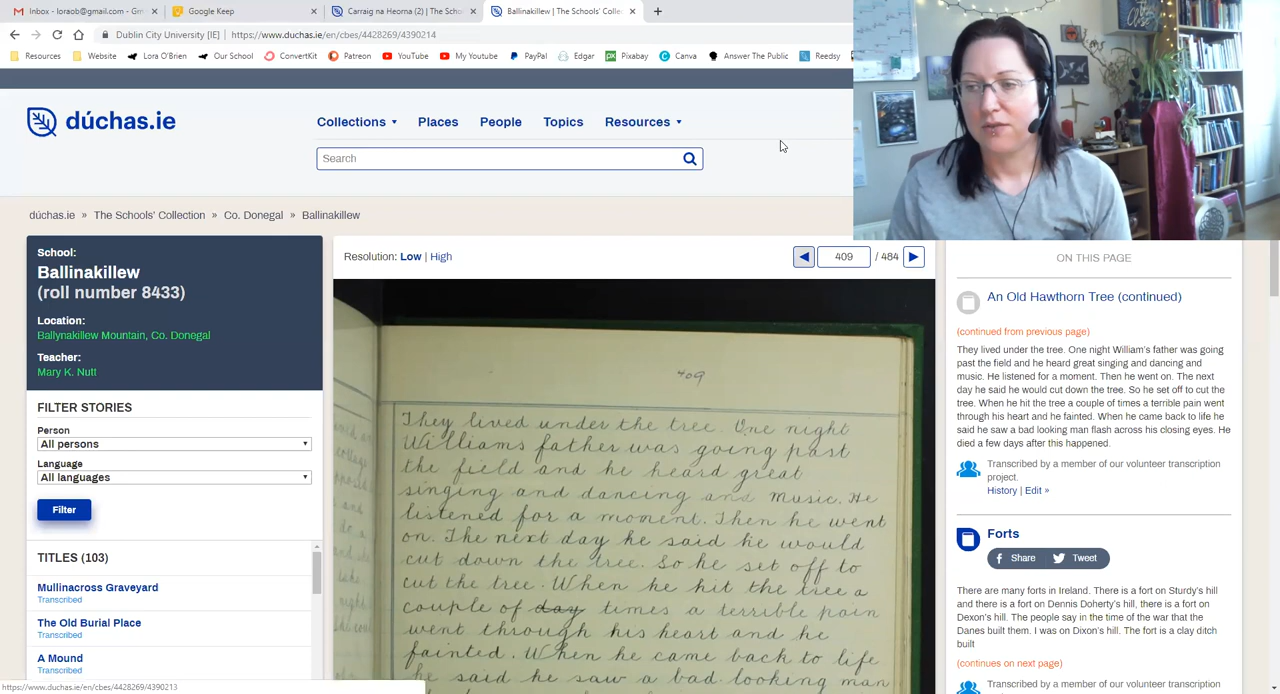 Inbox - loraob@gmail.com - Gm
Google Keep
Carraig na Heorna (2) | The Scho
Ballinakillew | The Schools' Collec
Dublin City University [IE] | https://www.duchas.ie/en/cbes/4428269/4390214
Resources
Website
Lora O'Brien
Our School
ConvertKit
Patreon
YouTube
My Youtube
PayPal
Edgar
Pixabay
Canva
Answer The Public
Reedsy
dúchas.ie
Collections
Places
People
Topics
Resources
Search
dúchas.ie » The Schools' Collection » Co. Donegal » Ballinakillew
School:
Ballinakillew
(roll number 8433)
Location:
Ballynakillew Mountain, Co. Donegal
Teacher:
Mary K. Nutt
FILTER STORIES
Person
All persons
Language
All languages
Filter
TITLES (103)
Mullinacross Graveyard
Transcribed
The Old Burial Place
Transcribed
A Mound
Transcribed
https://www.duchas.ie/en/cbes/4428269/4390213
Resolution: Low | High
409 / 484
409
They lived under the tree. One night
Williams father was going past
the field and he heard great
singing and dancing and music. He
listened for a moment. Then he went
on. The next day he said he would
cut down the tree. So he set off to
cut the tree. When he hit the tree a
couple of day times a terrible pain
went through his heart and he
fainted. When he came back to life
he said he saw a bad looking man
ON THIS PAGE
An Old Hawthorn Tree (continued)
(continued from previous page)
They lived under the tree. One night William's father was going
past the field and he heard great singing and dancing and
music. He listened for a moment. Then he went on. The next
day he said he would cut down the tree. So he set off to cut the
tree. When he hit the tree a couple of times a terrible pain went
through his heart and he fainted. When he came back to life he
said he saw a bad looking man flash across his closing eyes. He
died a few days after this happened.
Transcribed by a member of our volunteer transcription
project.
History | Edit »
Forts
Share
Tweet
There are many forts in Ireland. There is a fort on Sturdy's hill
and there is a fort on Dennis Doherty's hill, there is a fort on
Dexon's hill. The people say in the time of the war that the
Danes built them. I was on Dixon's hill. The fort is a clay ditch
built
(continues on next page)
Transcribed by a member of our volunteer transcription